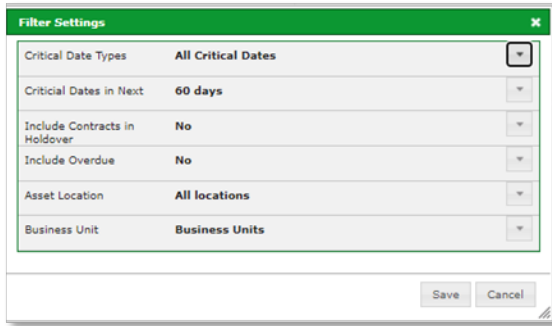 Filter Settings
Critical Date Types All Critical Dates
Criticial Dates in Next 60 days
Include Contracts in Holdover No
Include Overdue No
Asset Location All locations
Business Unit Business Units
Save Cancel